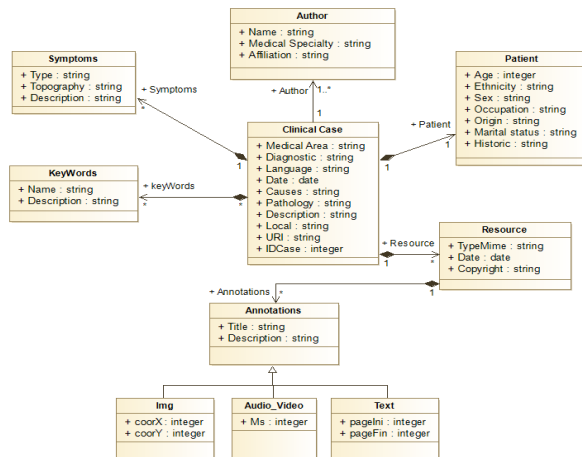 Author
+ Name : string
+ Medical Specialty : string
+ Affiliation : string
Symptoms
+ Type : string
+ Topography : string
+ Description : string
Patient
+ Age : integer
+ Ethnicity : string
+ Sex : string
+ Occupation : string
+ Origin : string
+ Marital status : string
+ Historic : string
+ Symptoms
*
1
+ Author
1..*
1
+ Patient
1
1
Clinical Case
+ Medical Area : string
+ Diagnostic : string
+ Language : string
+ Date : date
+ Causes : string
+ Pathology : string
+ Description : string
+ Local : string
+ URI : string
+ IDCase : integer
KeyWords
+ Name : string
+ Description : string
+ keyWords
*
*
+ Resource
1
*
Resource
+ TypeMime : string
+ Date : date
+ Copyright : string
+ Annotations
*
1
Annotations
+ Title : string
+ Description : string
Img
+ coorX : integer
+ coorY : integer
Audio_Video
+ Ms : integer
Text
+ pageIni : integer
+ pageFin : integer